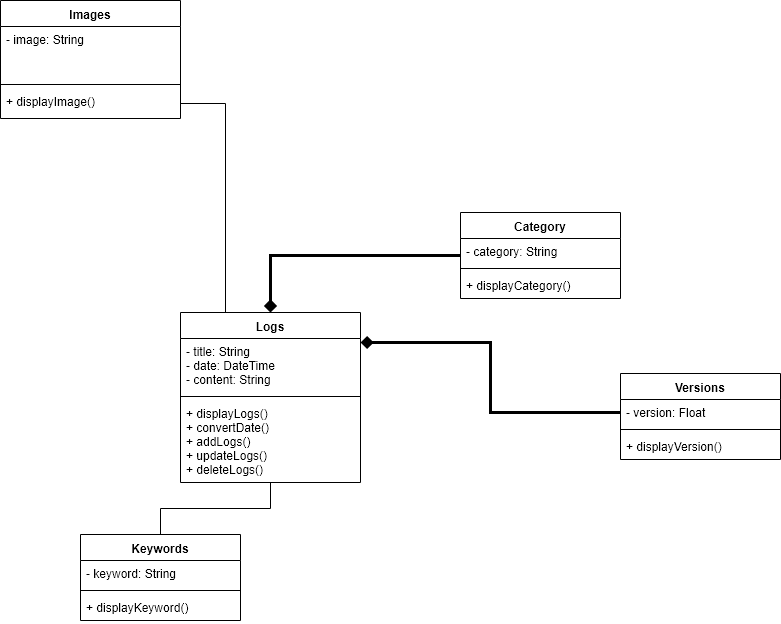 Images
- image: String
+ displayImage()
Category
- category: String
+ displayCategory()
Logs
- title: String
- date: DateTime
- content: String
+ displayLogs()
+ convertDate()
+ addLogs()
+ updateLogs()
+ deleteLogs()
Versions
- version: Float
+ displayVersion()
Keywords
- keyword: String
+ displayKeyword()